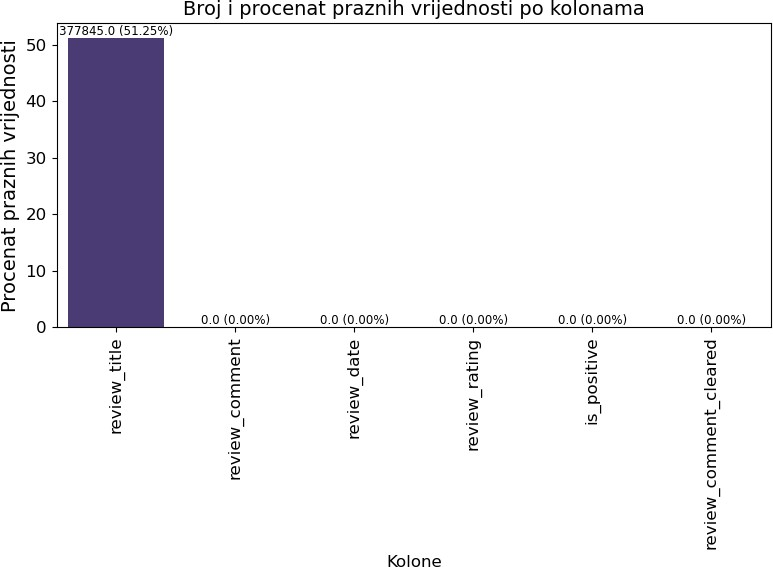 Broj i procenat praznih vrijednosti po kolonama
Procenat praznih vrijednosti
50
40
30
20
10
0
377845.0 (51.25%)
0.0 (0.00%)
0.0 (0.00%)
0.0 (0.00%)
0.0 (0.00%)
0.0 (0.00%)
review_title
review_comment
review_date
review_rating
is_positive
review_comment_cleared
Kolone